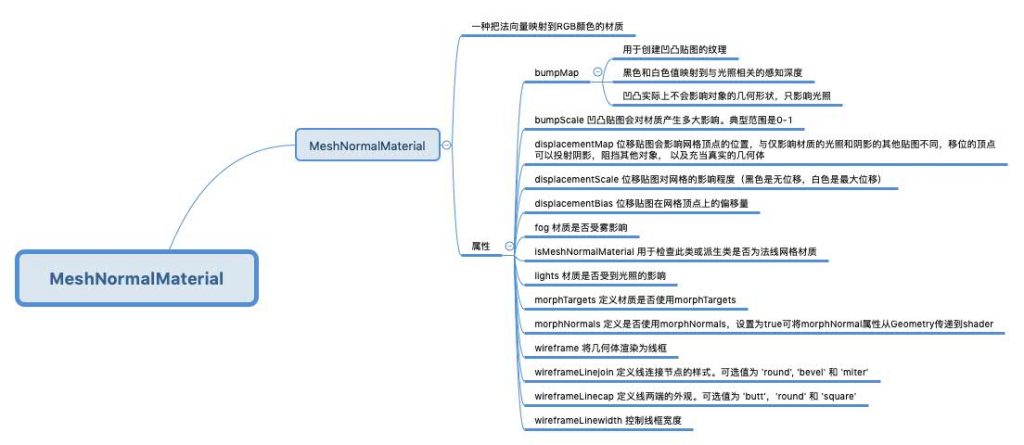 MeshNormalMaterial
MeshNormalMaterial
一种把法向量映射到RGB颜色的材质
属性
bumpMap
用于创建凹凸贴图的纹理
黑色和白色值映射到与光照相关的感知深度
凹凸实际上不会影响对象的几何形状，只影响光照
bumpScale 凹凸贴图会对材质产生多大影响。典型范围是0-1
displacementMap 位移贴图会影响网格顶点的位置，与仅影响材质的光照和阴影的其他贴图不同，移位的顶点
可以投射阴影，阻挡其他对象， 以及充当真实的几何体
displacementScale 位移贴图对网格的影响程度（黑色是无位移，白色是最大位移）
displacementBias 位移贴图在网格顶点上的偏移量
fog 材质是否受雾影响
isMeshNormalMaterial 用于检查此类或派生类是否为法线网格材质
lights 材质是否受到光照的影响
morphTargets 定义材质是否使用morphTargets
morphNormals 定义是否使用morphNormals，设置为true可将morphNormal属性从Geometry传递到shader
wireframe 将几何体渲染为线框
wireframeLinejoin 定义线连接节点的样式。可选值为 'round', 'bevel' 和 'miter'
wireframeLinecap 定义线两端的外观。可选值为 'butt'，'round' 和 'square'
wireframeLinewidth 控制线框宽度